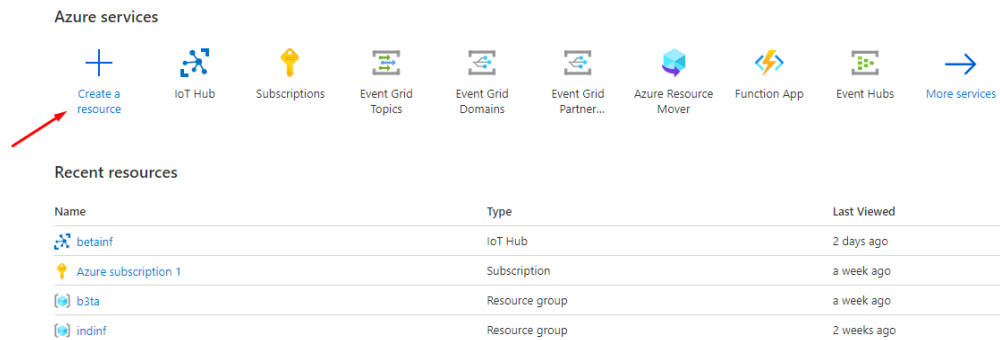 Azure services
Create a resource
IoT Hub
Subscriptions
Event Grid Topics
Event Grid Domains
Event Grid Partner...
Azure Resource Mover
Function App
Event Hubs
More services
Recent resources
Name Type Last Viewed
betainf IoT Hub 2 days ago
Azure subscription 1 Subscription a week ago
b3ta Resource group a week ago
indinf Resource group 2 weeks ago